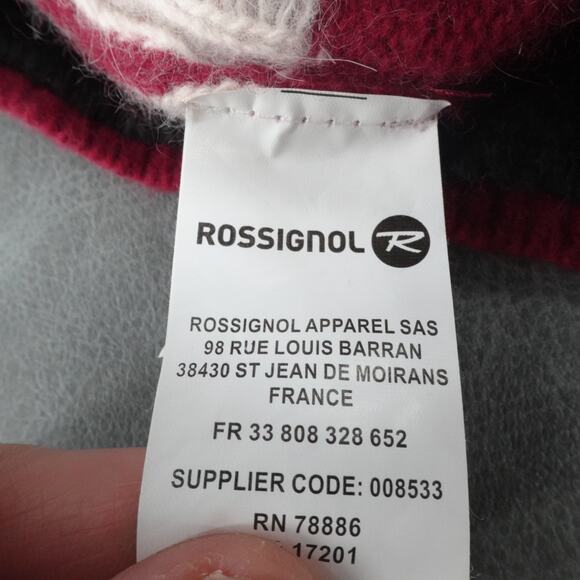 ROSSIGNOL R
ROSSIGNOL APPAREL SAS
98 RUE LOUIS BARRAN
38430 ST JEAN DE MOIRANS
FRANCE
FR 33 808 328 652
SUPPLIER CODE: 008533
RN 78886
17201